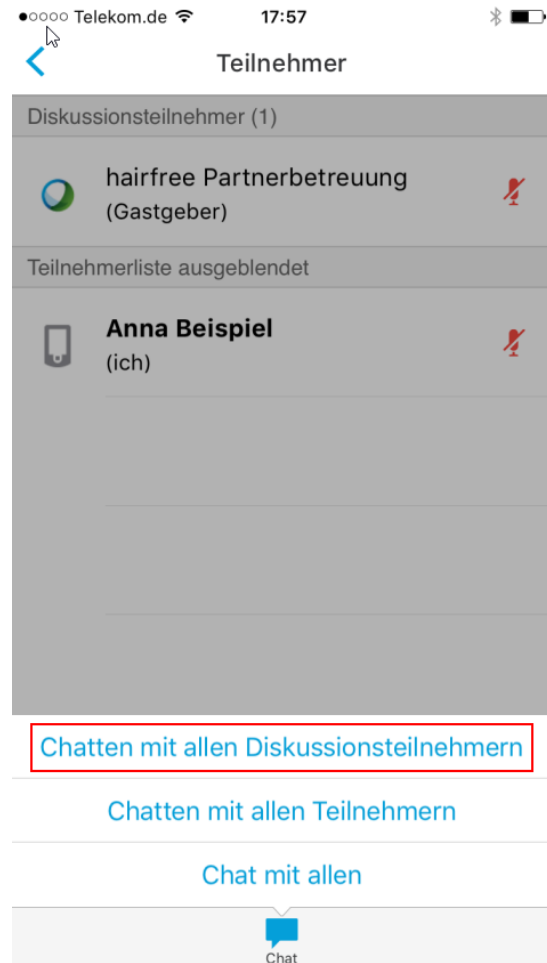 Telekom.de 17:57
Teilnehmer
Diskussionsteilnehmer (1)
hairfree Partnerbetreuung
(Gastgeber)
Teilnehmerliste ausgeblendet
Anna Beispiel
(ich)
Chatten mit allen Diskussionsteilnehmern
Chatten mit allen Teilnehmern
Chat mit allen
Chat